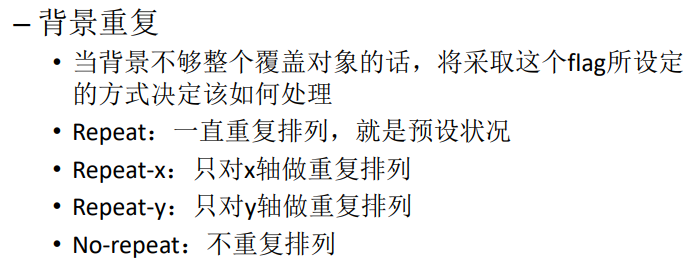 – 背景重复
• 当背景不够整个覆盖对象的话，将采取这个flag所设定
的方式决定该如何处理
• Repeat：一直重复排列，就是预设状况
• Repeat-x：只对x轴做重复排列
• Repeat-y：只对y轴做重复排列
• No-repeat：不重复排列